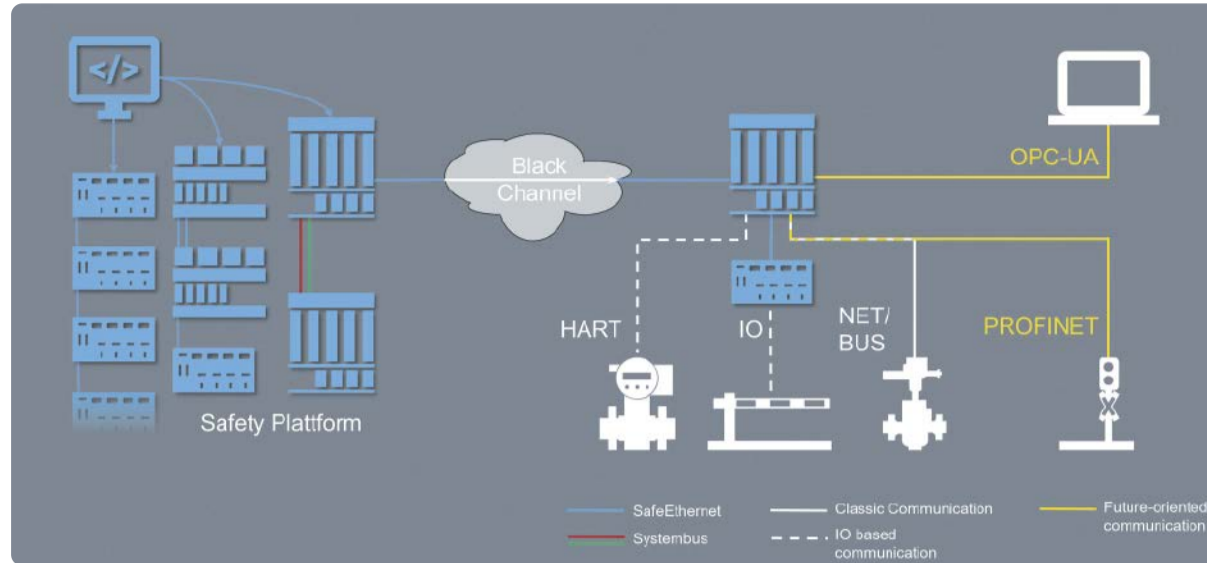 </>
Black
Channel
OPC-UA
HART
IO
NET/
BUS
PROFINET
Safety Plattform
SafeEthernet
Systembus
Classic Communication
IO based
communication
Future-oriented
communication